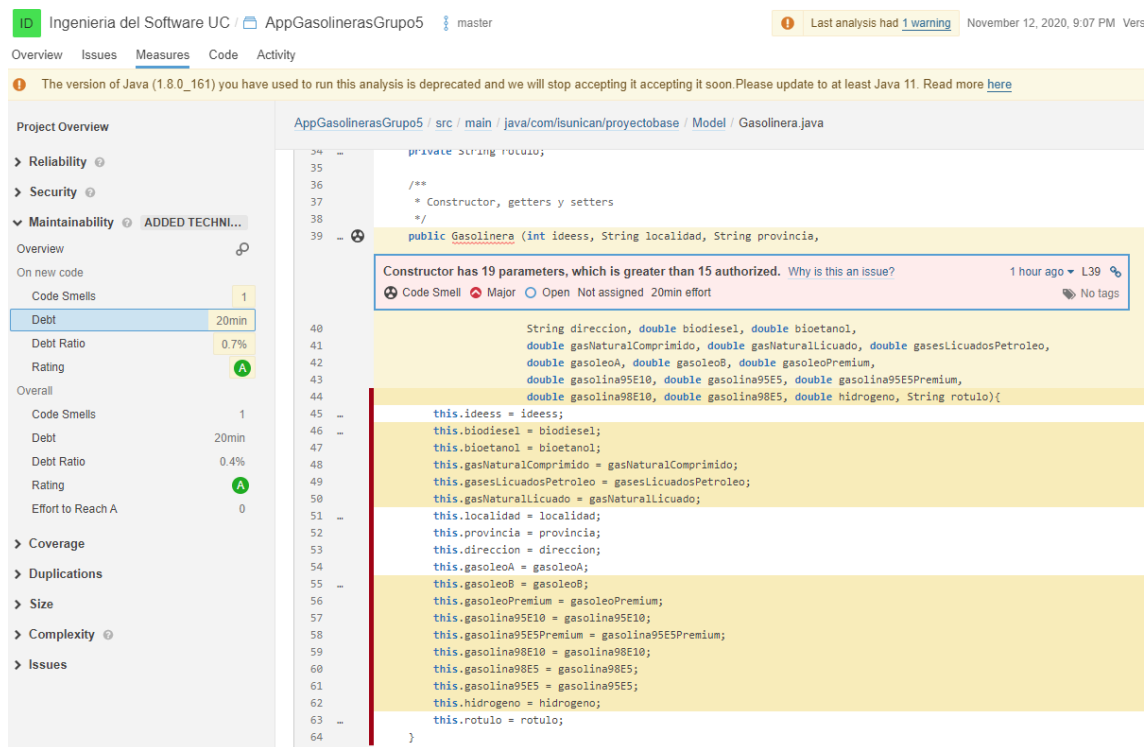 ID Ingenieria del Software UC / AppGasolinerasGrupo5 master
Last analysis had 1 warning November 12, 2020, 9:07 PM Vers
Overview Issues Measures Code Activity
The version of Java (1.8.0_161) you have used to run this analysis is deprecated and we will stop accepting it accepting it soon.Please update to at least Java 11. Read more here
Project Overview
Reliability
Security
Maintainability ADDED TECHNI...
Overview
On new code
Code Smells 1
Debt 20min
Debt Ratio 0.7%
Rating A
Overall
Code Smells 1
Debt 20min
Debt Ratio 0.4%
Rating A
Effort to Reach A 0
Coverage
Duplications
Size
Complexity
Issues
AppGasolinerasGrupo5 / src / main / java/com/isunican/proyectobase / Model / Gasolinera.java
34 … private String rotulo;
35
36 /**
37 * Constructor, getters y setters
38 */
39 … public Gasolinera (int ideess, String localidad, String provincia,
Constructor has 19 parameters, which is greater than 15 authorized. Why is this an issue? 1 hour ago L39
Code Smell Major Open Not assigned 20min effort No tags
40 String direccion, double biodiesel, double bioetanol,
41 double gasNaturalComprimido, double gasNaturalLicuado, double gasesLicuadosPetroleo,
42 double gasoleoA, double gasoleoB, double gasoleoPremium,
43 double gasolina95E10, double gasolina95E5, double gasolina95E5Premium,
44 double gasolina98E10, double gasolina98E5, double hidrogeno, String rotulo){
45 … this.ideess = ideess;
46 … this.biodiesel = biodiesel;
47 this.bioetanol = bioetanol;
48 this.gasNaturalComprimido = gasNaturalComprimido;
49 this.gasesLicuadosPetroleo = gasesLicuadosPetroleo;
50 this.gasNaturalLicuado = gasNaturalLicuado;
51 … this.localidad = localidad;
52 this.provincia = provincia;
53 this.direccion = direccion;
54 this.gasoleoA = gasoleoA;
55 … this.gasoleoB = gasoleoB;
56 this.gasoleoPremium = gasoleoPremium;
57 this.gasolina95E10 = gasolina95E10;
58 this.gasolina95E5Premium = gasolina95E5Premium;
59 this.gasolina98E10 = gasolina98E10;
60 this.gasolina98E5 = gasolina98E5;
61 this.gasolina95E5 = gasolina95E5;
62 this.hidrogeno = hidrogeno;
63 … this.rotulo = rotulo;
64 }